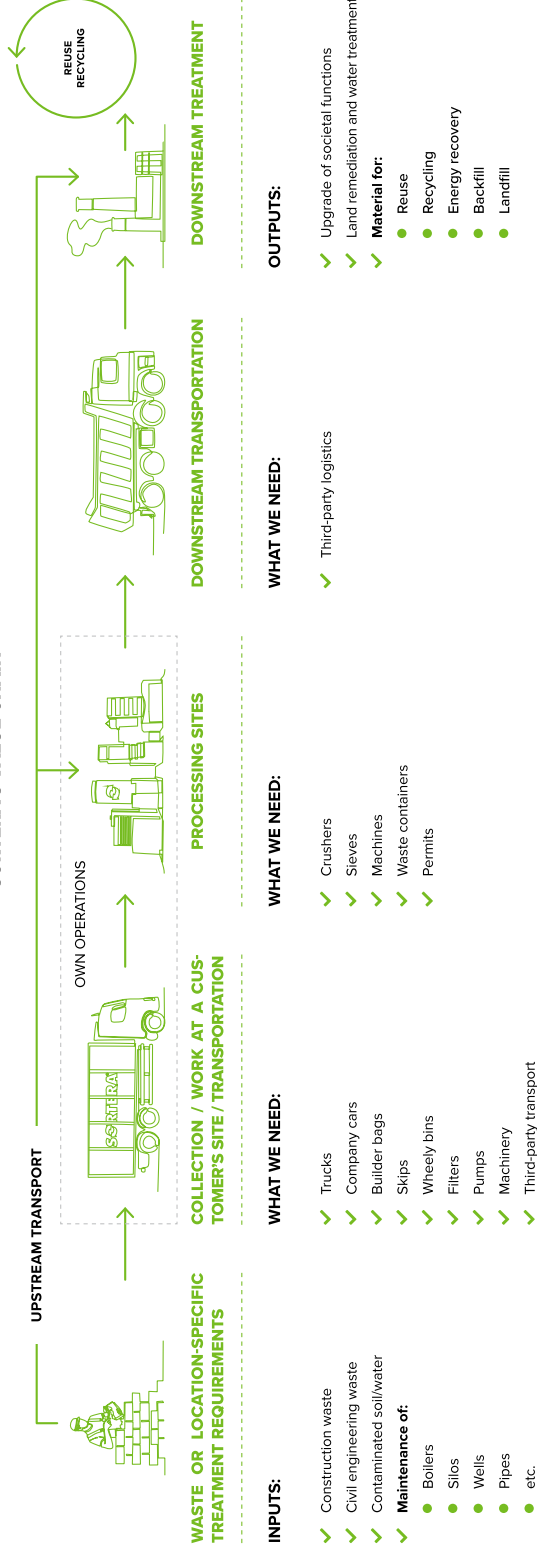 UPSTREAM TRANSPORT
OWN OPERATIONS
SORTERA
REUSE
RECYCLING
WASTE OR LOCATION-SPECIFIC
TREATMENT REQUIREMENTS
INPUTS:
Construction waste
Civil engineering waste
Contaminated soil/water
Maintenance of:
Boilers
Silos
Wells
Pipes
etc.
COLLECTION / WORK AT A CUS-
TOMER'S SITE / TRANSPORTATION
WHAT WE NEED:
Trucks
Company cars
Builder bags
Skips
Wheely bins
Filters
Pumps
Machinery
Third-party transport
PROCESSING SITES
WHAT WE NEED:
Crushers
Sieves
Machines
Waste containers
Permits
DOWNSTREAM TRANSPORTATION
WHAT WE NEED:
Third-party logistics
DOWNSTREAM TREATMENT
OUTPUTS:
Upgrade of societal functions
Land remediation and water treatment
Material for:
Reuse
Recycling
Energy recovery
Backfill
Landfill